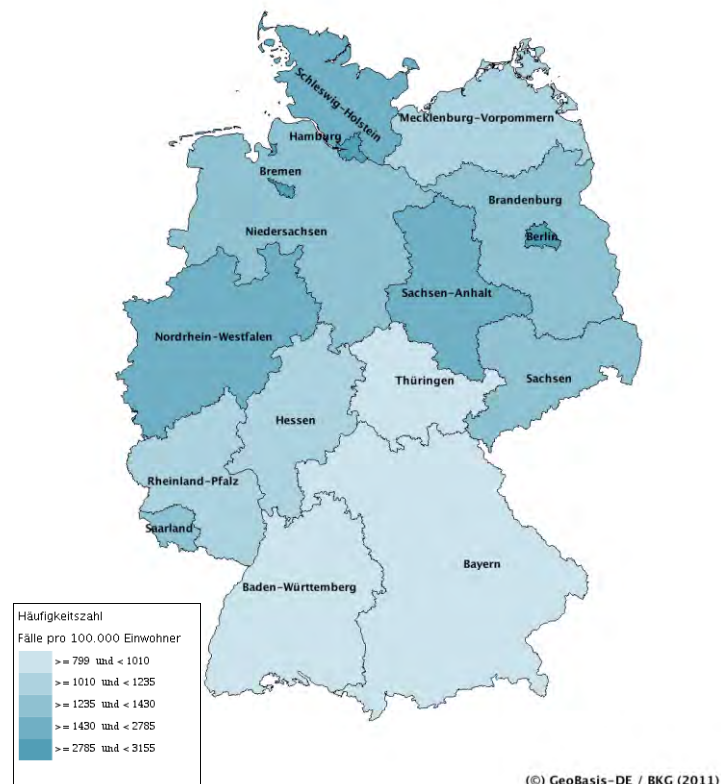 Schleswig-Holstein
Mecklenburg-Vorpommern
Hamburg
Bremen
Brandenburg
Niedersachsen
Berlin
Sachsen-Anhalt
Nordrhein-Westfalen
Thüringen
Sachsen
Hessen
Rheinland-Pfalz
Saarland
Bayern
Baden-Württemberg
Häufigkeitszahl
Fälle pro 100.000 Einwohner
>= 799 und < 1010
>= 1010 und < 1235
>= 1235 und < 1430
>= 1430 und < 2785
>= 2785 und < 3155
(©) GeoBasis-DE / BKG (2011)